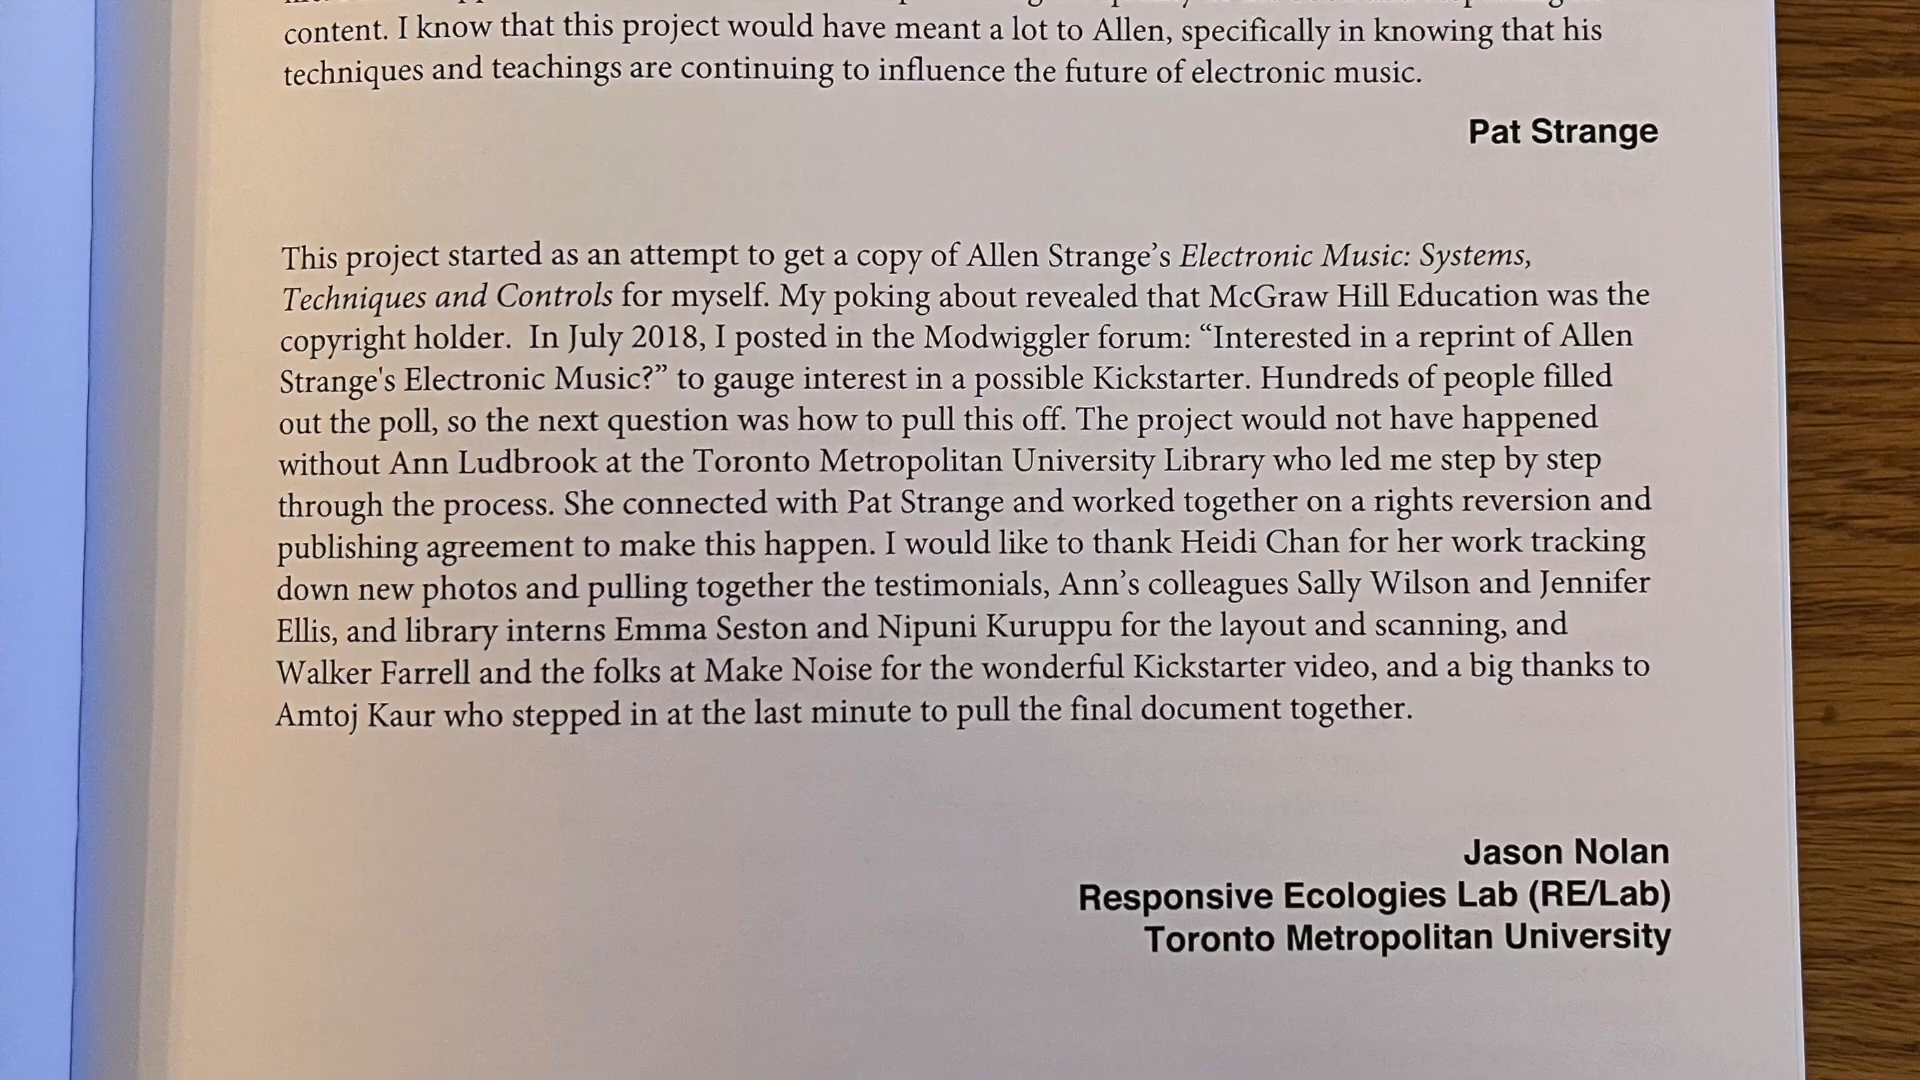 content. I know that this project would have meant a lot to Allen, specifically in knowing that his
techniques and teachings are continuing to influence the future of electronic music.
Pat Strange
This project started as an attempt to get a copy of Allen Strange’s Electronic Music: Systems,
Techniques and Controls for myself. My poking about revealed that McGraw Hill Education was the
copyright holder.  In July 2018, I posted in the Modwiggler forum: “Interested in a reprint of Allen
Strange's Electronic Music?” to gauge interest in a possible Kickstarter. Hundreds of people filled
out the poll, so the next question was how to pull this off. The project would not have happened
without Ann Ludbrook at the Toronto Metropolitan University Library who led me step by step
through the process. She connected with Pat Strange and worked together on a rights reversion and
publishing agreement to make this happen. I would like to thank Heidi Chan for her work tracking
down new photos and pulling together the testimonials, Ann’s colleagues Sally Wilson and Jennifer
Ellis, and library interns Emma Seston and Nipuni Kuruppu for the layout and scanning, and
Walker Farrell and the folks at Make Noise for the wonderful Kickstarter video, and a big thanks to
Amtoj Kaur who stepped in at the last minute to pull the final document together.
Jason Nolan
Responsive Ecologies Lab (RE/Lab)
Toronto Metropolitan University